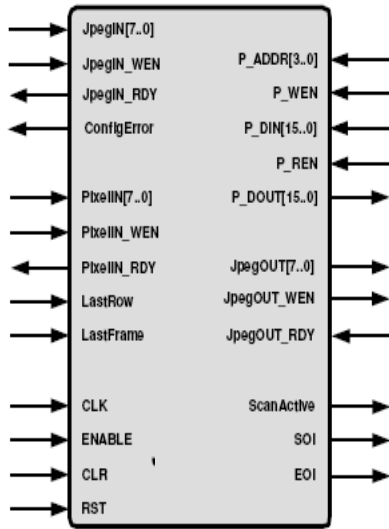 JpegIN[7..0]
JpegIN_WEN
JpegIN_RDY
ConfigError
PixelIN[7..0]
PixelIN_WEN
PixelIN_RDY
LastRow
LastFrame
CLK
ENABLE
CLR
RST
P_ADDR[3..0]
P_WEN
P_DIN[15..0]
P_REN
P_DOUT[15..0]
JpegOUT[7..0]
JpegOUT_WEN
JpegOUT_RDY
ScanActive
SOI
EOI